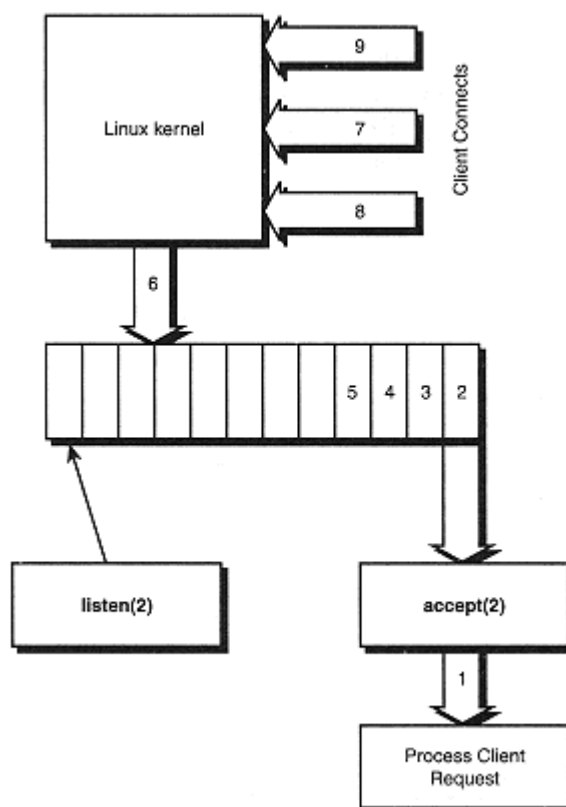 9
Linux kernel
7
Client Connects
8
6
5 4 3 2
listen(2)
accept(2)
1
Process Client
Request